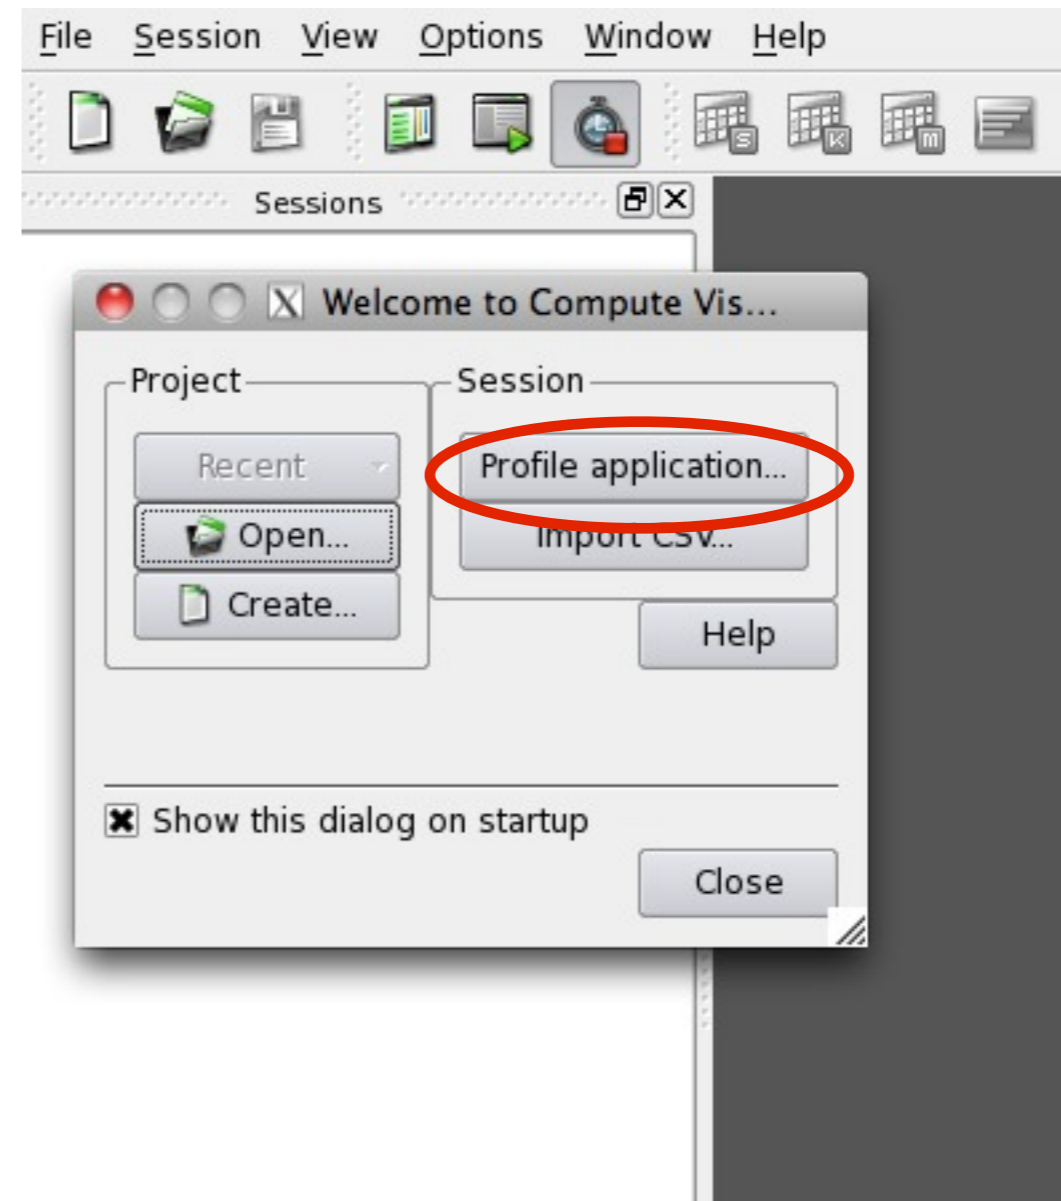 File Session View Options Window Help
S K M
Sessions
X Welcome to Compute Vis...
Project
Session
Recent
Profile application...
Open...
Import CSV...
Create...
Help
Show this dialog on startup
Close